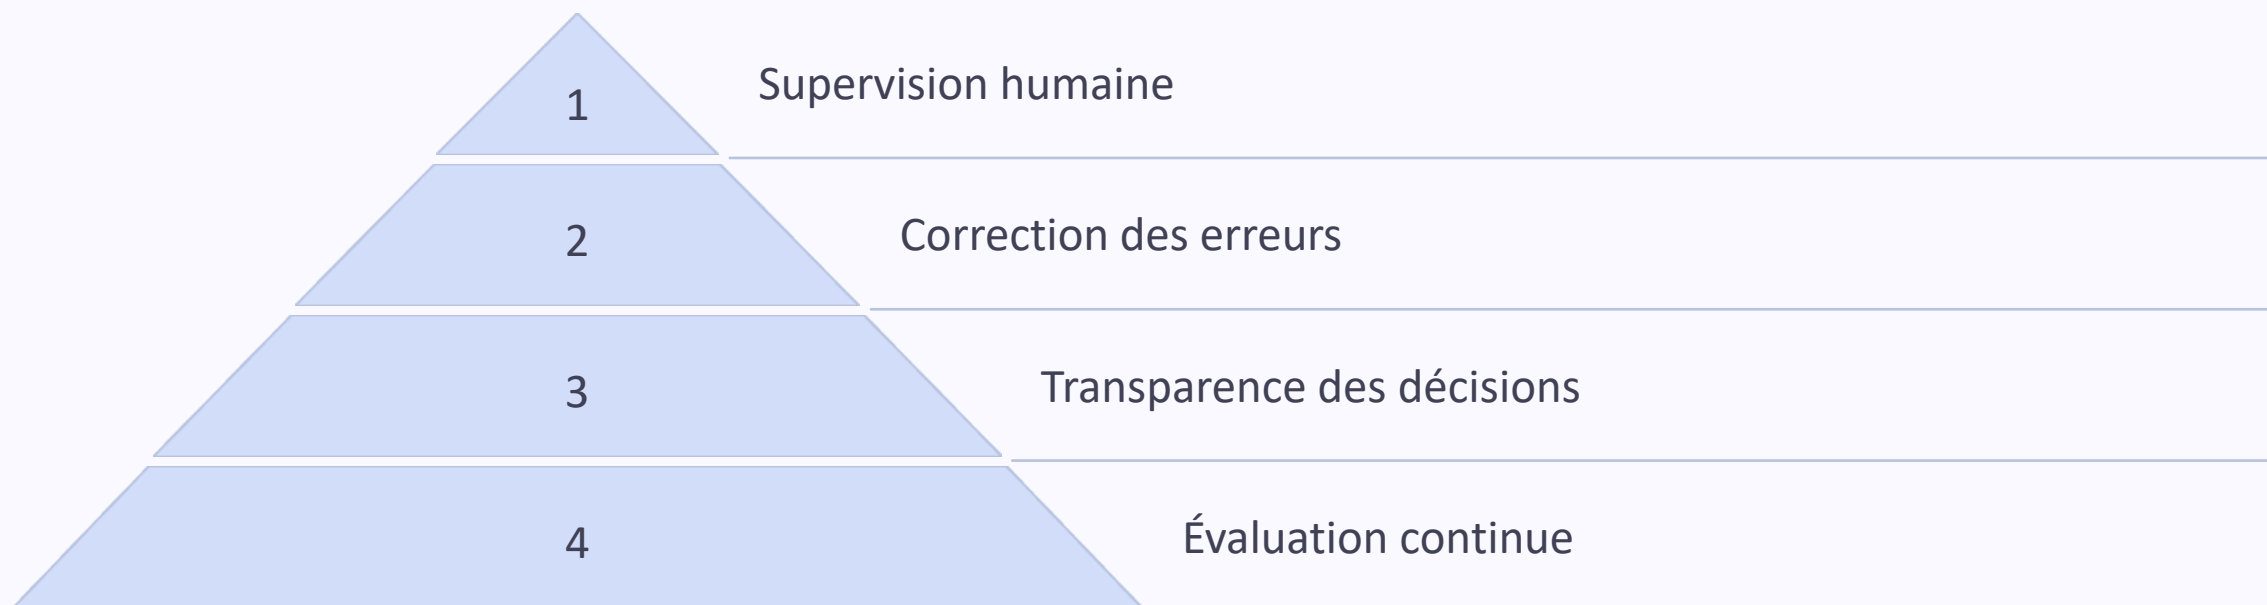 1
Supervision humaine
2
Correction des erreurs
3
Transparence des décisions
4
Évaluation continue